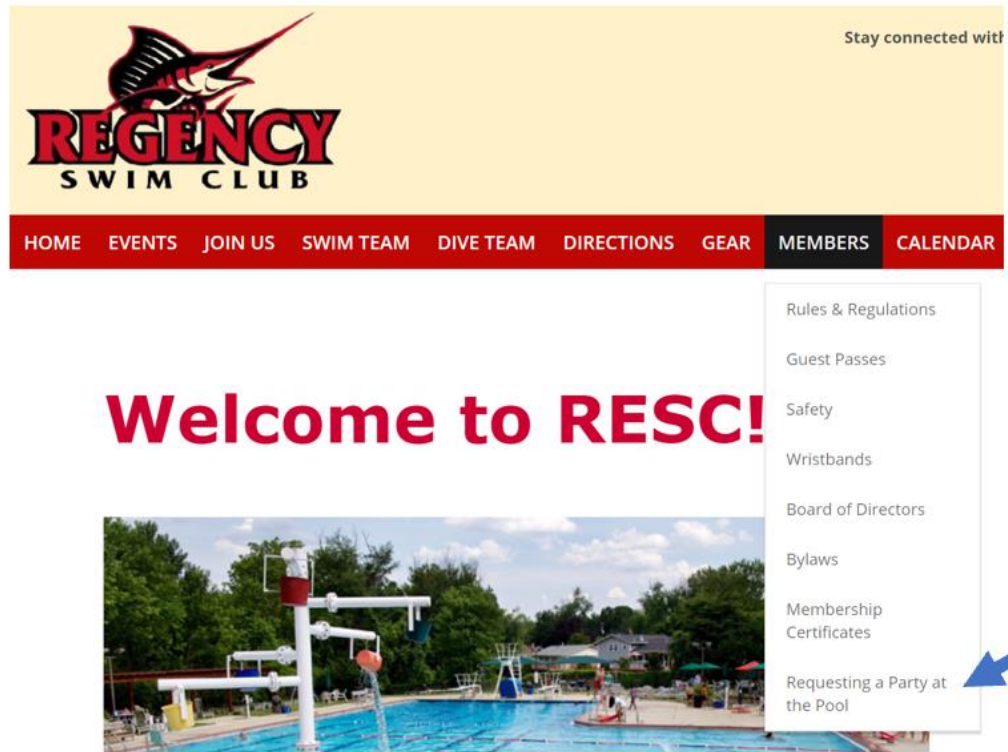 Stay connected with
REGENCY
SWIM CLUB
HOME EVENTS JOIN US SWIM TEAM DIVE TEAM DIRECTIONS GEAR MEMBERS CALENDAR
Rules & Regulations
Guest Passes
Safety
Wristbands
Board of Directors
Bylaws
Membership
Certificates
Requesting a Party at
the Pool
Welcome to RESC!